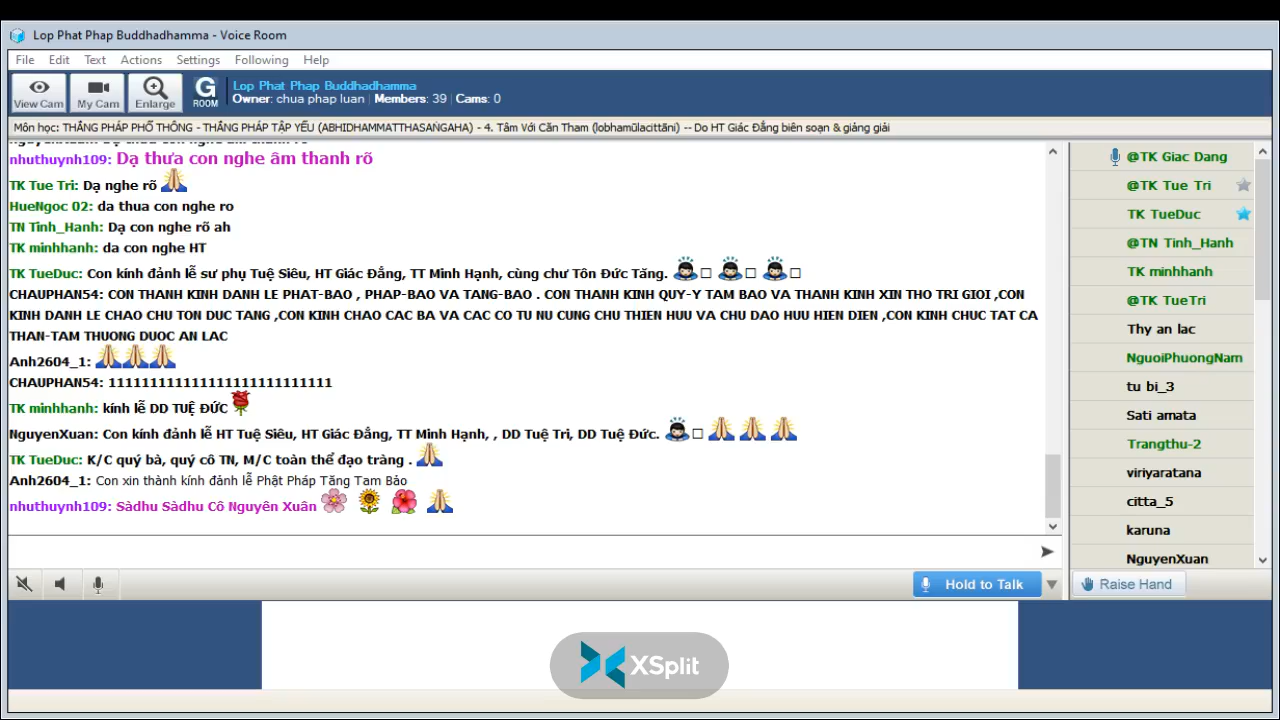 Lop Phat Phap Buddhadhamma - Voice Room
File Edit Text Actions Settings Following Help
View Cam
My Cam
Enlarge
G
ROOM
Lop Phat Phap Buddhadhamma
Owner: chua phap luan | Members: 39 | Cams: 0
Môn học: THẮNG PHÁP PHỔ THÔNG - THẮNG PHÁP TẬP YẾU (ABHIDHAMMATTHASAṄGAHA) - 4. Tâm Với Căn Tham (lobhamūlacittāni) -- Do HT Giác Đẳng biên soạn & giảng giải
nhuthuynh109: Dạ thưa con nghe âm thanh rõ
TK Tue Tri: Dạ nghe rõ
HueNgoc 02: da thua con nghe ro
TN Tinh_Hanh: Dạ con nghe rõ ah
TK minhhanh: da con nghe HT
TK TueDuc: Con kính đảnh lễ sư phụ Tuệ Siêu, HT Giác Đẳng, TT Minh Hạnh, cùng chư Tôn Đức Tăng.
CHAUPHAN54: CON THANH KINH DANH LE PHAT-BAO , PHAP-BAO VA TANG-BAO . CON THANH KINH QUY-Y TAM BAO VA THANH KINH XIN THO TRI GIOI ,CON
KINH DANH LE CHAO CHU TON DUC TANG ,CON KINH CHAO CAC BA VA CAC CO TU NU CUNG CHU THIEN HUU VA CHU DAO HUU HIEN DIEN ,CON KINH CHUC TAT CA
THAN-TAM THUONG DUOC AN LAC
Anh2604_1:
CHAUPHAN54: 1111111111111111111111111111
TK minhhanh: kính lễ DD TUỆ ĐỨC
NguyenXuan: Con kính đảnh lễ HT Tuệ Siêu, HT Giác Đẳng, TT Minh Hạnh, , DD Tuệ Tri, DD Tuệ Đức.
TK TueDuc: K/C quý bà, quý cô TN, M/C toàn thể đạo tràng .
Anh2604_1: Con xin thành kính đảnh lễ Phật Pháp Tăng Tam Bảo
nhuthuynh109: Sàdhu Sàdhu Cô Nguyên Xuân
@TK Giac Dang
@TK Tue Tri
TK TueDuc
@TN Tinh_Hanh
TK minhhanh
@TK TueTri
Thy an lac
NguoiPhuongNam
tu bi_3
Sati amata
Trangthu-2
viriyaratana
citta_5
karuna
NguyenXuan
Hold to Talk
Raise Hand
XSplit